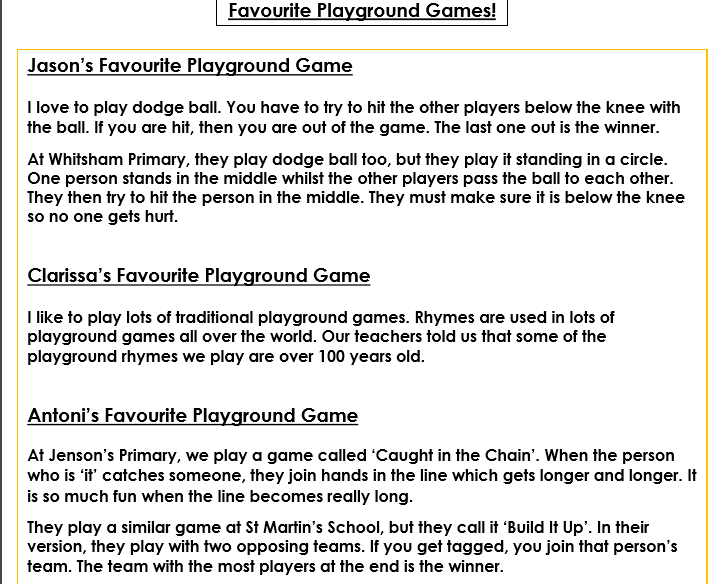 Favourite Playground Games!
Jason's Favourite Playground Game
I love to play dodge ball. You have to try to hit the other players below the knee with
the ball. If you are hit, then you are out of the game. The last one out is the winner.
At Whitsham Primary, they play dodge ball too, but they play it standing in a circle.
One person stands in the middle whilst the other players pass the ball to each other.
They then try to hit the person in the middle. They must make sure it is below the knee
so no one gets hurt.
Clarissa's Favourite Playground Game
I like to play lots of traditional playground games. Rhymes are used in lots of
playground games all over the world. Our teachers told us that some of the
playground rhymes we play are over 100 years old.
Antoni's Favourite Playground Game
At Jenson's Primary, we play a game called ‘Caught in the Chain’. When the person
who is ‘it’ catches someone, they join hands in the line which gets longer and longer. It
is so much fun when the line becomes really long.
They play a similar game at St Martin's School, but they call it ‘Build It Up’. In their
version, they play with two opposing teams. If you get tagged, you join that person's
team. The team with the most players at the end is the winner.